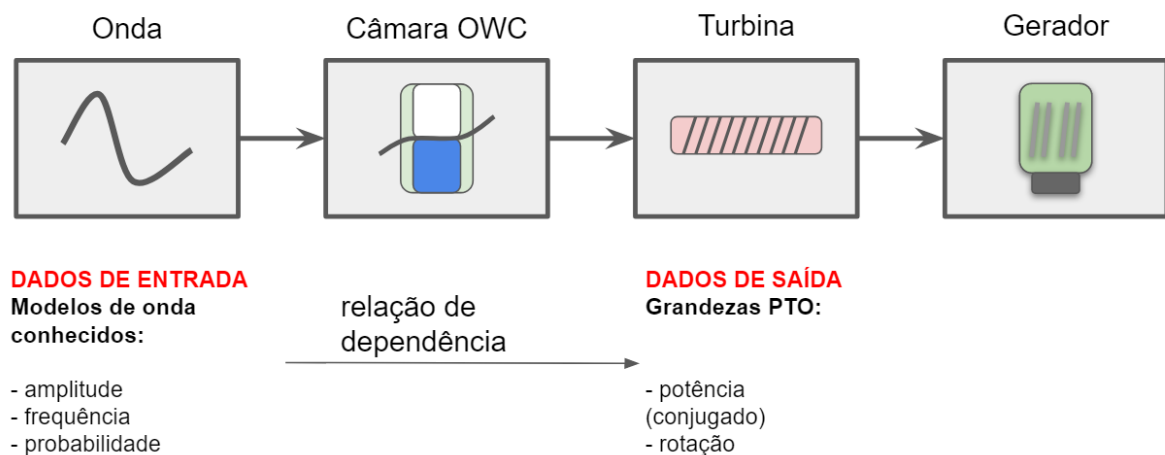 Onda
Câmara OWC
Turbina
Gerador
DADOS DE ENTRADA
Modelos de onda
conhecidos:
- amplitude
- frequência
- probabilidade
relação de
dependência
DADOS DE SAÍDA
Grandezas PTO:
- potência
(conjugado)
- rotação